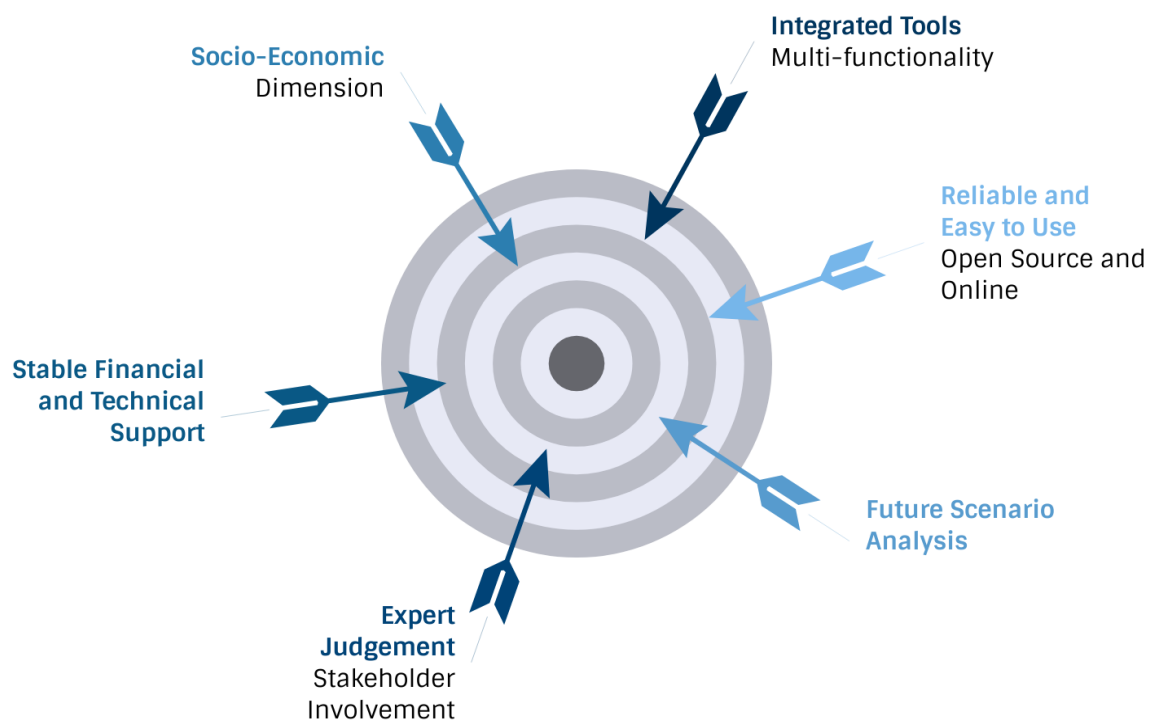 Integrated Tools
Multi-functionality
Socio-Economic
Dimension
Reliable and
Easy to Use
Open Source and
Online
Stable Financial
and Technical
Support
Future Scenario
Analysis
Expert
Judgement
Stakeholder
Involvement